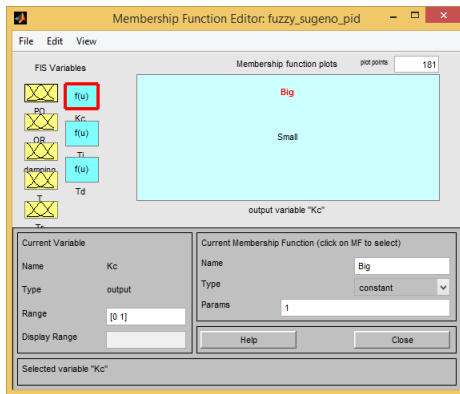 Membership Function Editor: fuzzy_sugeno_pid
File Edit View
FIS Variables
Membership function plots
plot points: 181
f(u)
PO
Kc
f(u)
OR
Ti
f(u)
damping
Td
T
Tr
Big
Small
output variable "Kc"
Current Variable
Name Kc
Type output
Range [0 1]
Display Range
Current Membership Function (click on MF to select)
Name Big
Type constant
Params 1
Help Close
Selected variable "Kc"